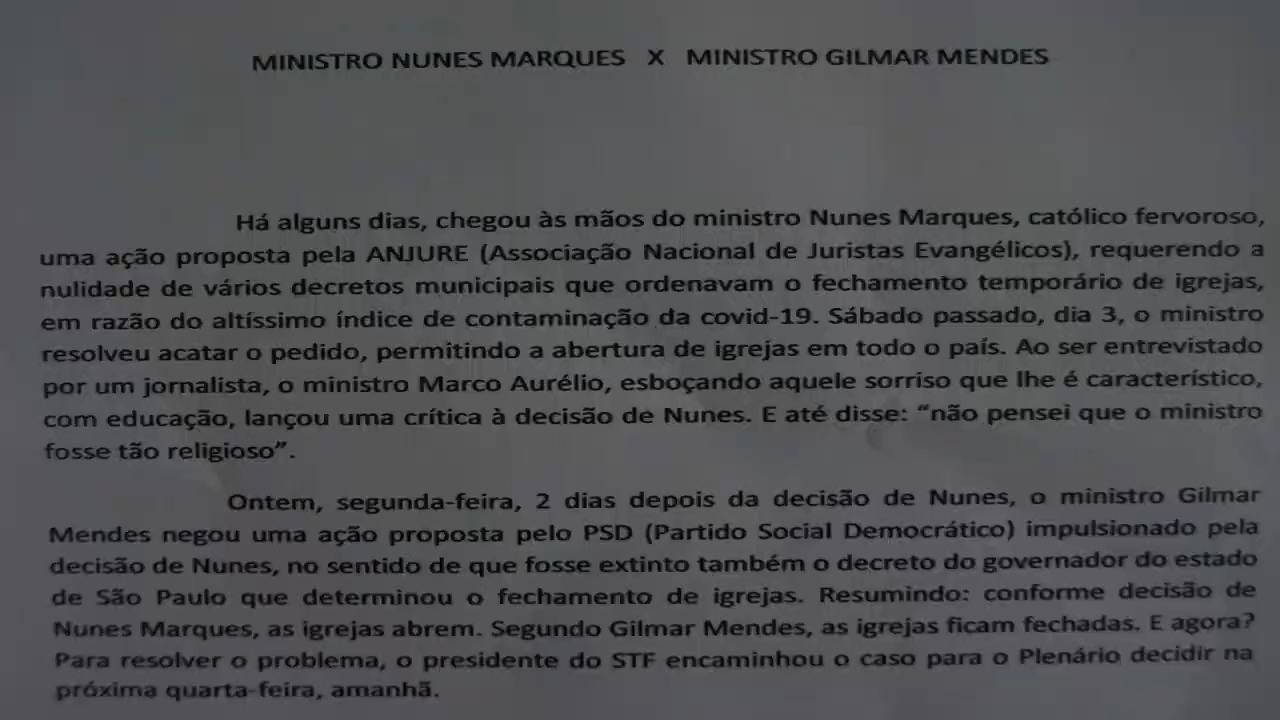 MINISTRO NUNES MARQUES X MINISTRO GILMAR MENDES
Há alguns dias, chegou às mãos do ministro Nunes Marques, católico fervoroso,
uma ação proposta pela ANJURE (Associação Nacional de Juristas Evangélicos), requerendo a
nulidade de vários decretos municipais que ordenavam o fechamento temporário de igrejas,
em razão do altíssimo índice de contaminação da covid-19. Sábado passado, dia 3, o ministro
resolveu acatar o pedido, permitindo a abertura de igrejas em todo o país. Ao ser entrevistado
por um jornalista, o ministro Marco Aurélio, esboçando aquele sorriso que lhe é característico,
com educação, lançou uma crítica à decisão de Nunes. E até disse: “não pensei que o ministro
fosse tão religioso”.
Ontem, segunda-feira, 2 dias depois da decisão de Nunes, o ministro Gilmar
Mendes negou uma ação proposta pelo PSD (Partido Social Democrático) impulsionado pela
decisão de Nunes, no sentido de que fosse extinto também o decreto do governador do estado
de São Paulo que determinou o fechamento de igrejas. Resumindo: conforme decisão de
Nunes Marques, as igrejas abrem. Segundo Gilmar Mendes, as igrejas ficam fechadas. E agora?
Para resolver o problema, o presidente do STF encaminhou o caso para o Plenário decidir na
próxima quarta-feira, amanhã.